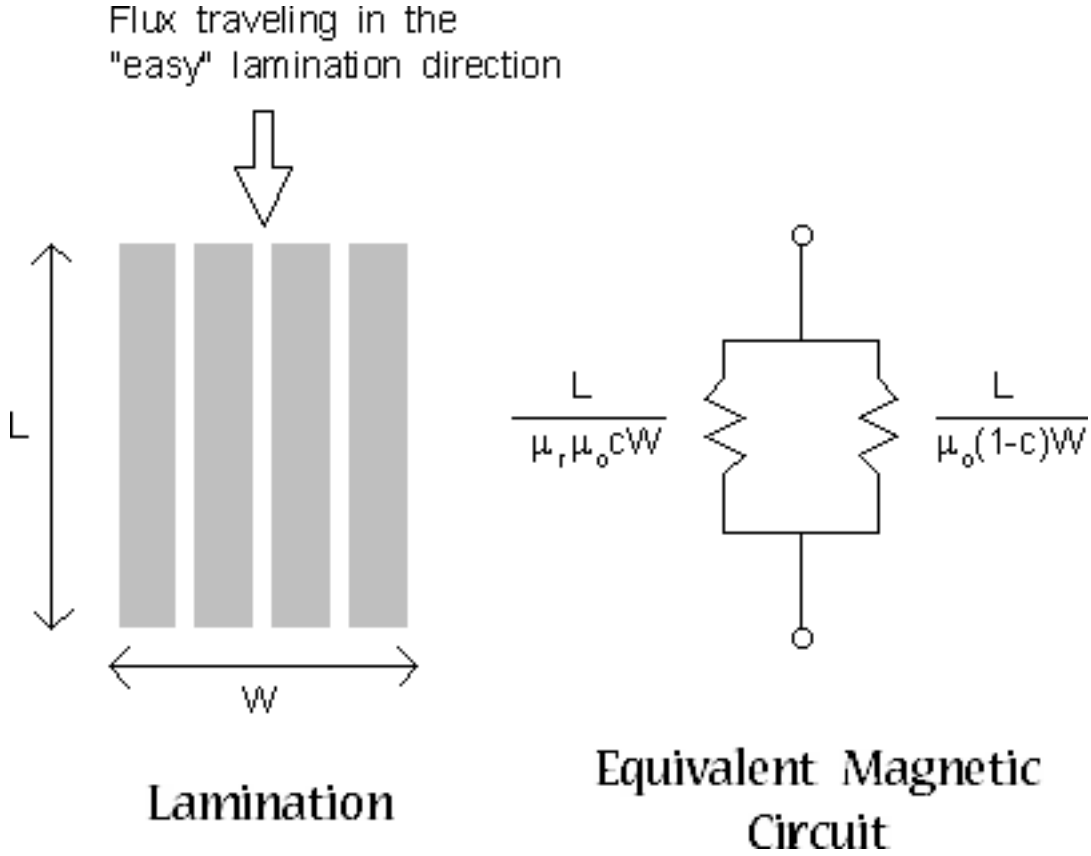 Flux traveling in the
"easy" lamination direction
L
W
Lamination
L
μrμocW
L
μo(1-c)W
Equivalent Magnetic
Circuit